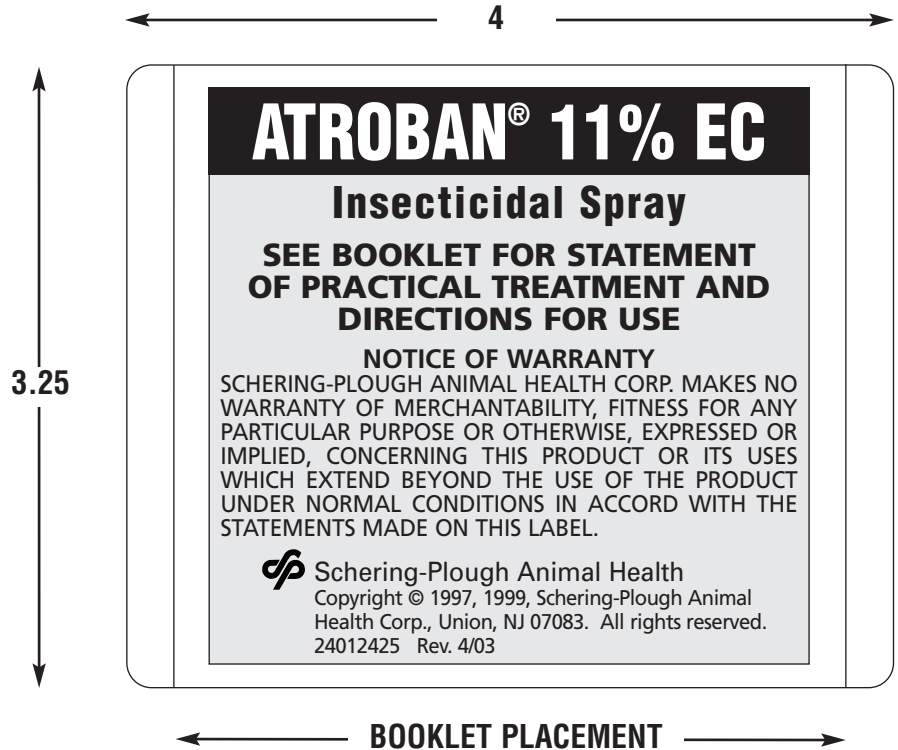 4
ATROBAN® 11% EC
Insecticidal Spray
SEE BOOKLET FOR STATEMENT
OF PRACTICAL TREATMENT AND
DIRECTIONS FOR USE
NOTICE OF WARRANTY
SCHERING-PLOUGH ANIMAL HEALTH CORP. MAKES NO
WARRANTY OF MERCHANTABILITY, FITNESS FOR ANY
PARTICULAR PURPOSE OR OTHERWISE, EXPRESSED OR
IMPLIED, CONCERNING THIS PRODUCT OR ITS USES
WHICH EXTEND BEYOND THE USE OF THE PRODUCT
UNDER NORMAL CONDITIONS IN ACCORD WITH THE
STATEMENTS MADE ON THIS LABEL.
Schering-Plough Animal Health
Copyright © 1997, 1999, Schering-Plough Animal
Health Corp., Union, NJ 07083. All rights reserved.
24012425 Rev. 4/03
3.25
BOOKLET PLACEMENT